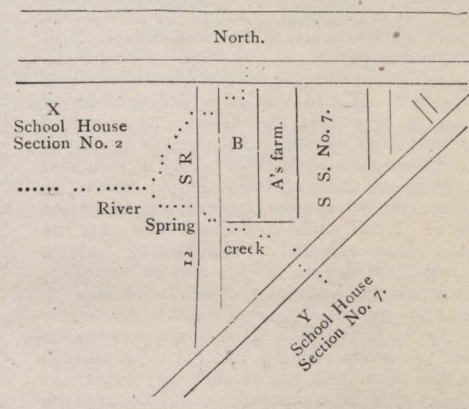 North.
X
School House
Section No. 2
S R
B
A's farm.
S S. No. 7.
River
Spring
creek
12
Y
School House
Section No. 7.